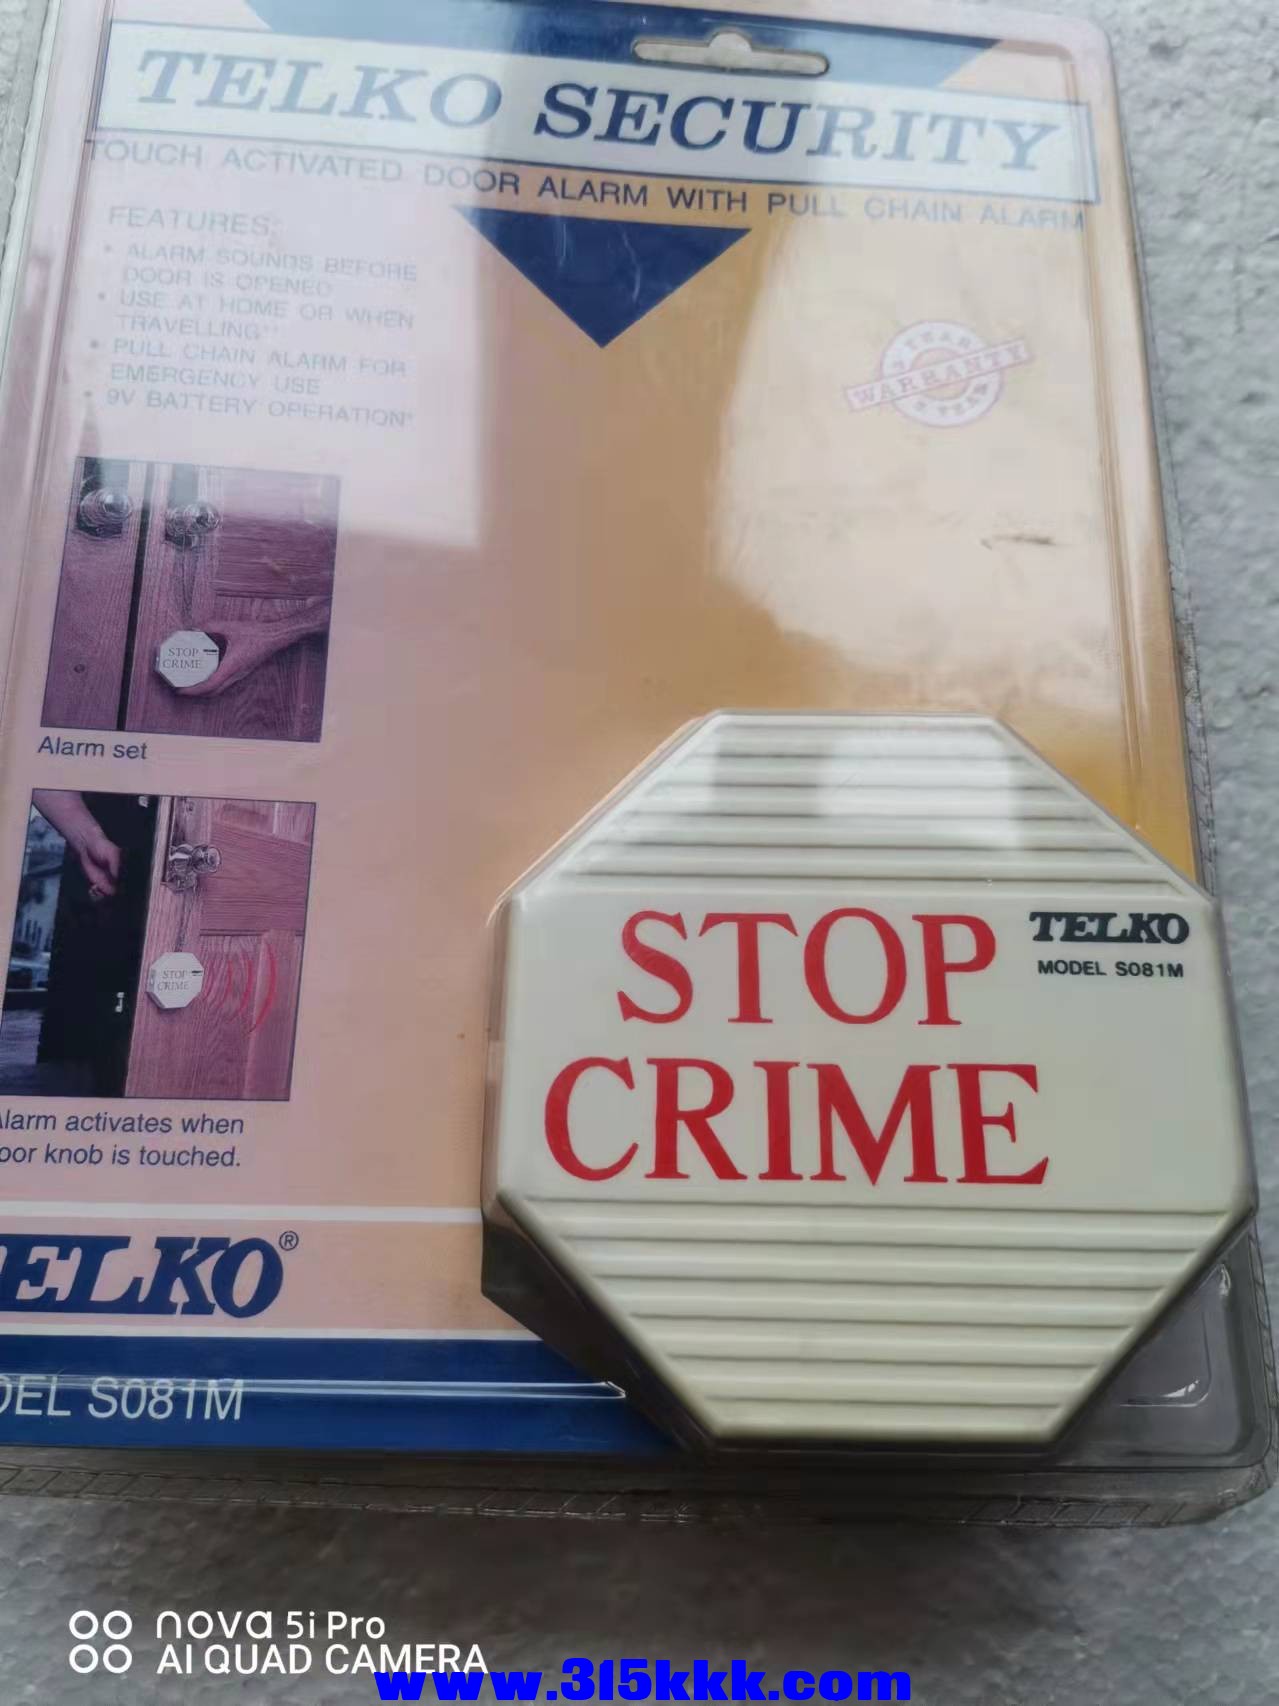 TELKO SECURITY
TOUCH ACTIVATED DOOR ALARM WITH PULL CHAIN ALARM
FEATURES:
• ALARM SOUNDS BEFORE
DOOR IS OPENED
• USE AT HOME OR WHEN
TRAVELLING**
• PULL CHAIN ALARM FOR
EMERGENCY USE
• 9V BATTERY OPERATION*
YEAR
WARRANTY
YEAR
STOP
CRIME
Alarm set
STOP
CRIME
larm activates when
oor knob is touched.
STOP
CRIME
TELKO
MODEL S081M
ELKO®
DEL S081M
nova 5i Pro
AI QUAD CAMERA
www.315kkk.com